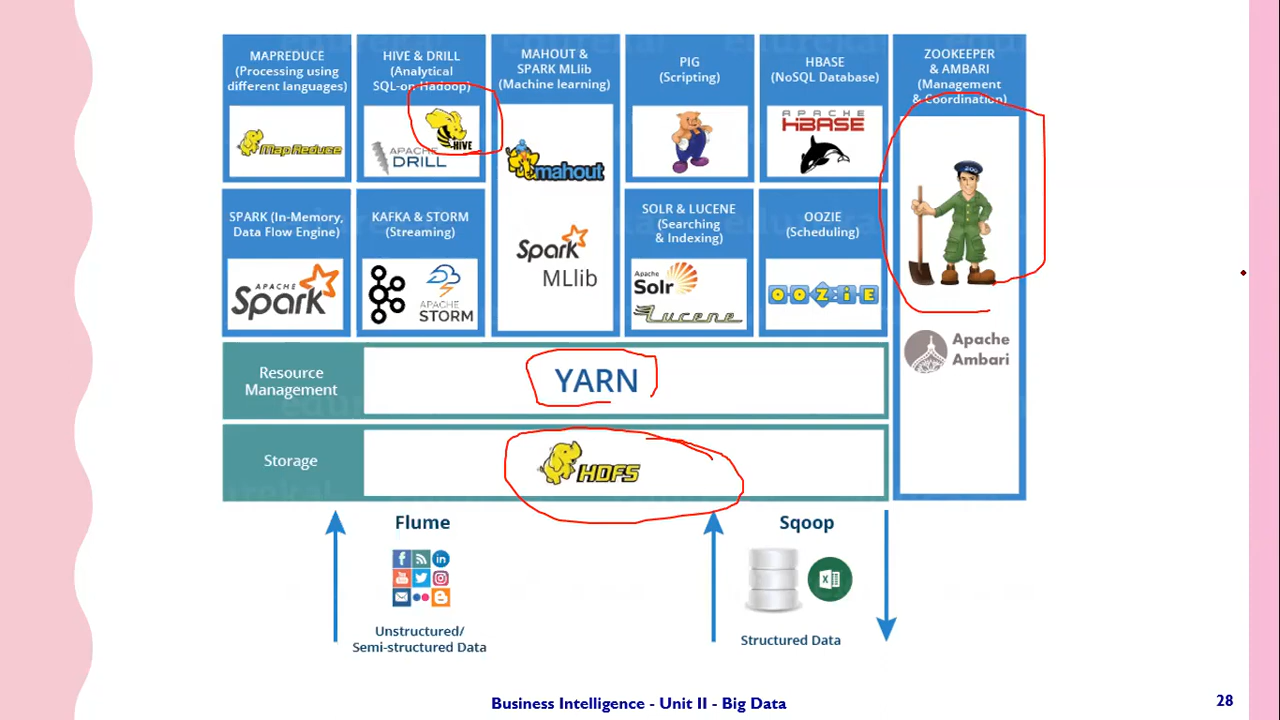 MAPREDUCE
(Processing using
different languages)
Map Reduce
HIVE & DRILL
(Analytical
SQL-on-Hadoop)
HIVE
APACHE
DRILL
MAHOUT &
SPARK MLlib
(Machine learning)
mahout
Spark
MLlib
PIG
(Scripting)
HBASE
(NoSQL Database)
APACHE
HBASE
ZOOKEEPER
& AMBARI
(Management
& Coordination)
ZOO
Apache
Ambari
SPARK (In-Memory,
Data Flow Engine)
APACHE
Spark
KAFKA & STORM
(Streaming)
APACHE
STORM
SOLR & LUCENE
(Searching
& Indexing)
Apache
Solr
Lucene
OOZIE
(Scheduling)
OOZIE
Resource
Management
YARN
Storage
HDFS
Flume
Unstructured/
Semi-structured Data
Sqoop
Structured Data
Business Intelligence - Unit II - Big Data
28